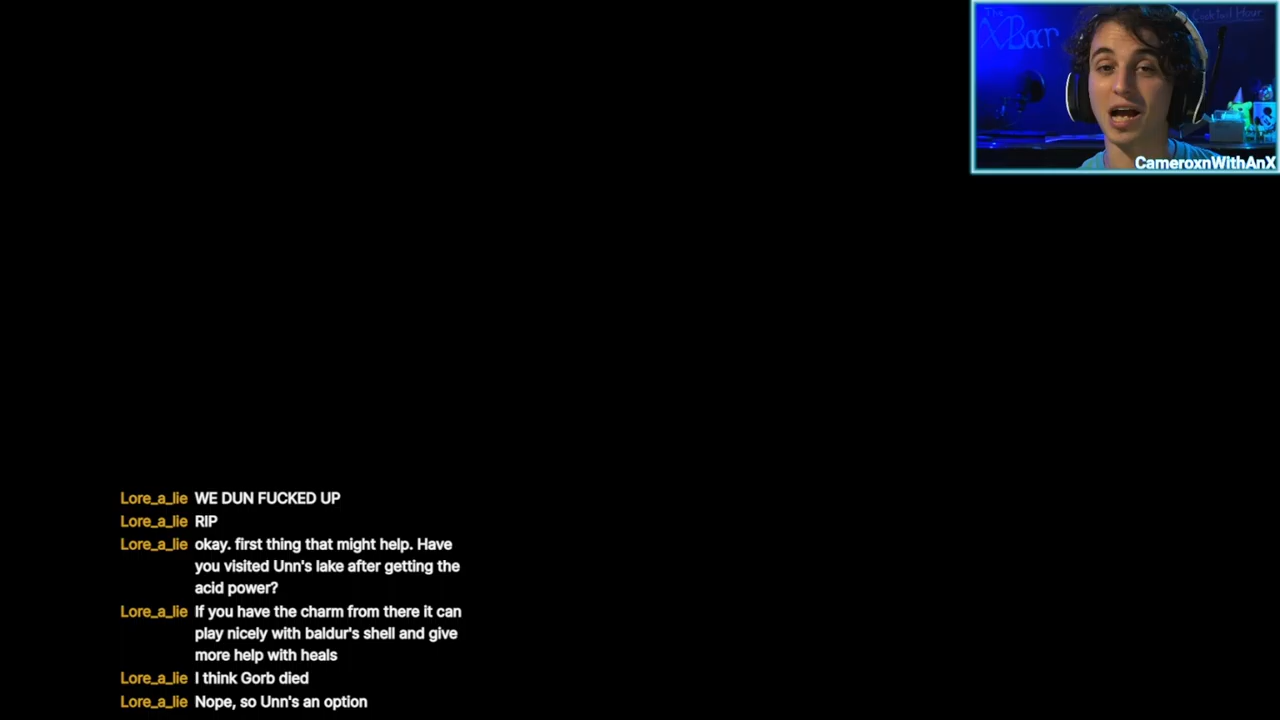 The
XBar
Cocktail Hour
CameroxnWithAnX
Lore_a_lie WE DUN FUCKED UP
Lore_a_lie RIP
Lore_a_lie okay. first thing that might help. Have
you visited Unn's lake after getting the
acid power?
Lore_a_lie If you have the charm from there it can
play nicely with baldur's shell and give
more help with heals
Lore_a_lie I think Gorb died
Lore_a_lie Nope, so Unn's an option